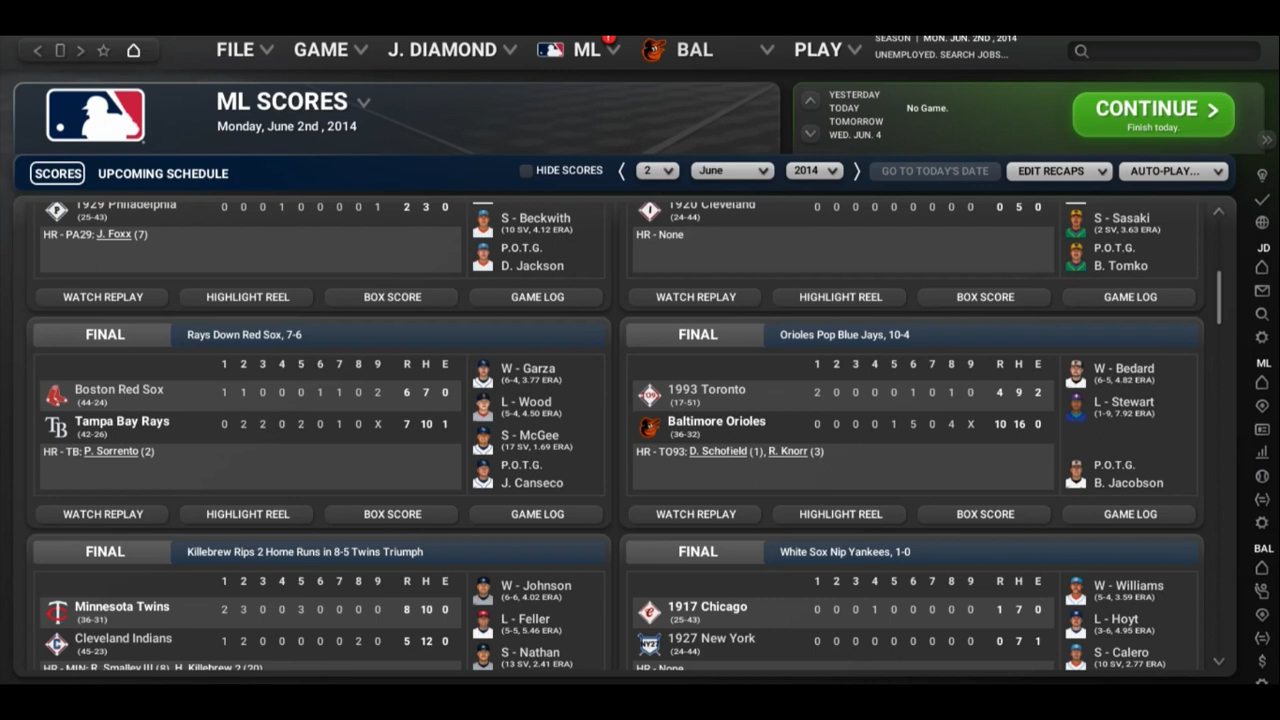 FILE GAME J. DIAMOND ML BAL PLAY
SEASON | MON. JUN. 2ND , 2014
UNEMPLOYED. SEARCH JOBS...
ML SCORES
Monday, June 2nd , 2014
YESTERDAY
TODAY No Game.
TOMORROW
WED. JUN. 4
CONTINUE >
Finish today.
SCORES UPCOMING SCHEDULE HIDE SCORES 2 June 2014 GO TO TODAY'S DATE EDIT RECAPS AUTO-PLAY...
1929 Philadelphia 0 0 0 1 0 0 0 0 1 2 3 0
(25-43)
HR - PA29: J. Foxx (7)
S - Beckwith
(10 SV, 4.12 ERA)
P.O.T.G.
D. Jackson
WATCH REPLAY HIGHLIGHT REEL BOX SCORE GAME LOG
1920 Cleveland 0 0 0 0 0 0 0 0 0 0 5 0
(24-44)
HR - None
S - Sasaki
(2 SV, 3.63 ERA)
P.O.T.G.
B. Tomko
WATCH REPLAY HIGHLIGHT REEL BOX SCORE GAME LOG
FINAL Rays Down Red Sox, 7-6
1 2 3 4 5 6 7 8 9 R H E
Boston Red Sox 1 1 0 0 0 1 1 0 2 6 7 0
(44-24)
Tampa Bay Rays 0 2 2 0 2 0 1 0 X 7 10 1
(42-26)
HR - TB: P. Sorrento (2)
W - Garza
(6-4, 3.77 ERA)
L - Wood
(5-4, 4.50 ERA)
S - McGee
(17 SV, 1.69 ERA)
P.O.T.G.
J. Canseco
WATCH REPLAY HIGHLIGHT REEL BOX SCORE GAME LOG
FINAL Orioles Pop Blue Jays, 10-4
1 2 3 4 5 6 7 8 9 R H E
1993 Toronto 2 0 0 0 0 1 0 1 0 4 9 2
(17-51)
Baltimore Orioles 0 0 0 0 1 5 0 4 X 10 16 0
(36-32)
HR - TO93: D. Schofield (1), R. Knorr (3)
W - Bedard
(6-5, 4.82 ERA)
L - Stewart
(1-9, 7.92 ERA)
P.O.T.G.
B. Jacobson
WATCH REPLAY HIGHLIGHT REEL BOX SCORE GAME LOG
FINAL Killebrew Rips 2 Home Runs in 8-5 Twins Triumph
1 2 3 4 5 6 7 8 9 R H E
Minnesota Twins 2 3 0 0 3 0 0 0 0 8 10 0
(36-31)
Cleveland Indians 1 2 0 0 0 0 0 2 0 5 12 0
(45-23)
HR - MIN: R. Smalley III (8), H. Killebrew 2 (20)
W - Johnson
(6-6, 4.02 ERA)
L - Feller
(5-5, 5.46 ERA)
S - Nathan
(13 SV, 2.41 ERA)
FINAL White Sox Nip Yankees, 1-0
1 2 3 4 5 6 7 8 9 R H E
1917 Chicago 0 0 0 1 0 0 0 0 0 1 7 0
(25-43)
1927 New York 0 0 0 0 0 0 0 0 0 0 7 1
(24-44)
HR - None
W - Williams
(5-4, 3.59 ERA)
L - Hoyt
(3-6, 4.95 ERA)
S - Calero
(10 SV, 2.77 ERA)
JD
ML
BAL